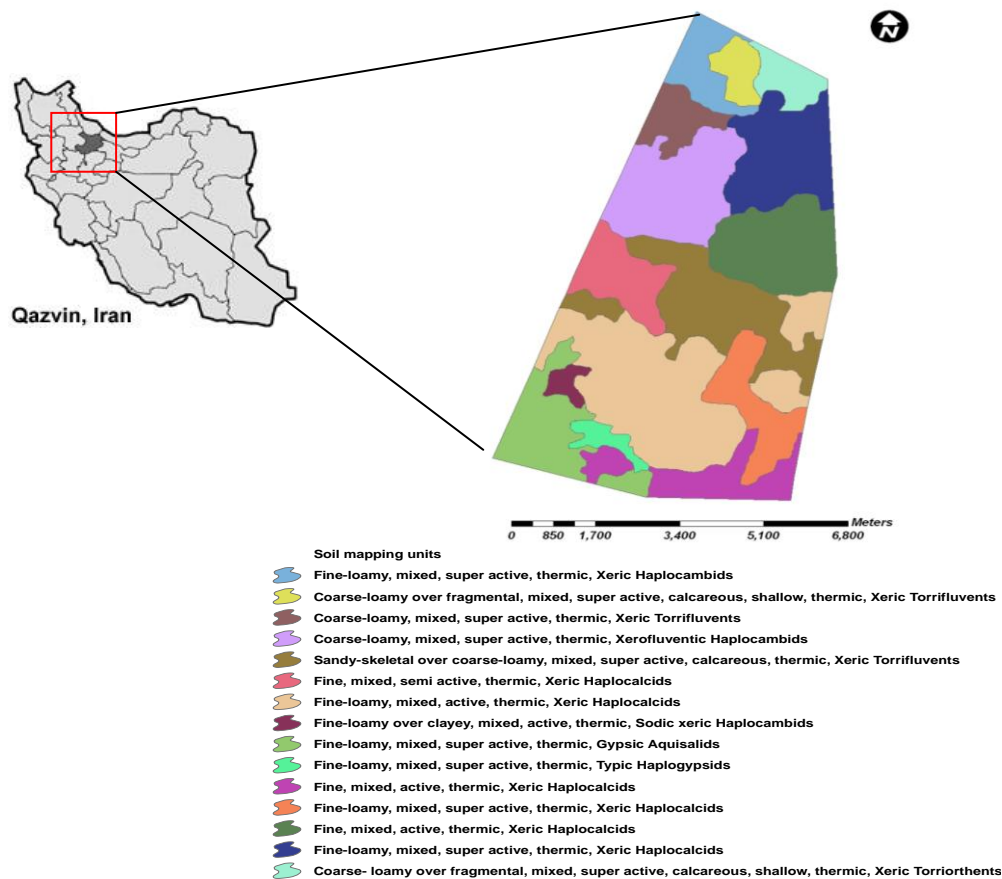 N
Qazvin, Iran
Meters
0 850 1,700 3,400 5,100 6,800
Soil mapping units
Fine-loamy, mixed, super active, thermic, Xeric Haplocambids
Coarse-loamy over fragmental, mixed, super active, calcareous, shallow, thermic, Xeric Torrifluvents
Coarse-loamy, mixed, super active, thermic, Xeric Torrifluvents
Coarse-loamy, mixed, super active, thermic, Xerofluventic Haplocambids
Sandy-skeletal over coarse-loamy, mixed, super active, calcareous, thermic, Xeric Torrifluvents
Fine, mixed, semi active, thermic, Xeric Haplocalcids
Fine-loamy, mixed, active, thermic, Xeric Haplocalcids
Fine-loamy over clayey, mixed, active, thermic, Sodic xeric Haplocambids
Fine-loamy, mixed, super active, thermic, Gypsic Aquisalids
Fine-loamy, mixed, super active, thermic, Typic Haplogypsids
Fine, mixed, active, thermic, Xeric Haplocalcids
Fine-loamy, mixed, super active, thermic, Xeric Haplocalcids
Fine, mixed, active, thermic, Xeric Haplocalcids
Fine-loamy, mixed, super active, thermic, Xeric Haplocalcids
Coarse- loamy over fragmental, mixed, super active, calcareous, shallow, thermic, Xeric Torriorthents